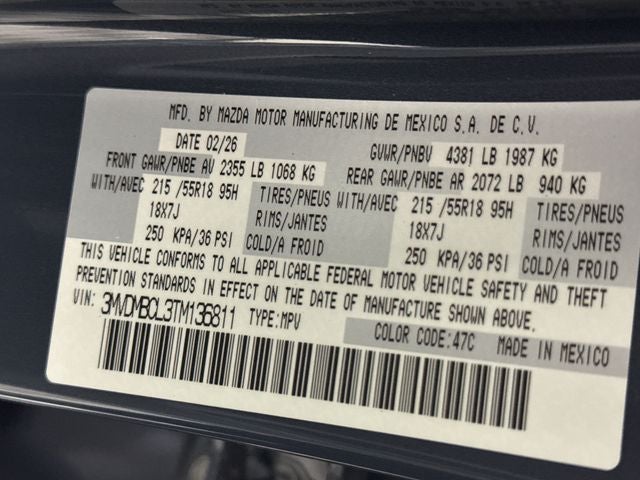 MFD. BY MAZDA MOTOR MANUFACTURING DE MEXICO S.A. DE C.V.
DATE 02/26 GVWR/PNBV 4381 LB 1987 KG
FRONT GAWR/PNBE AV 2355 LB 1068 KG REAR GAWR/PNBE AR 2072 LB 940 KG
WITH/AVEC 215 /55R18 95H TIRES/PNEUS WITH/AVEC 215 /55R18 95H TIRES/PNEUS
18X7J RIMS/JANTES 18X7J RIMS/JANTES
250 KPA/36 PSI COLD/A FROID 250 KPA/36 PSI COLD/A FROID
THIS VEHICLE CONFORMS TO ALL APPLICABLE FEDERAL MOTOR VEHICLE SAFETY AND THEFT
PREVENTION STANDARDS IN EFFECT ON THE DATE OF MANUFACTURE SHOWN ABOVE.
VIN: 3MVDMBCL3TM136811 TYPE:MPV
COLOR CODE:47C MADE IN MEXICO